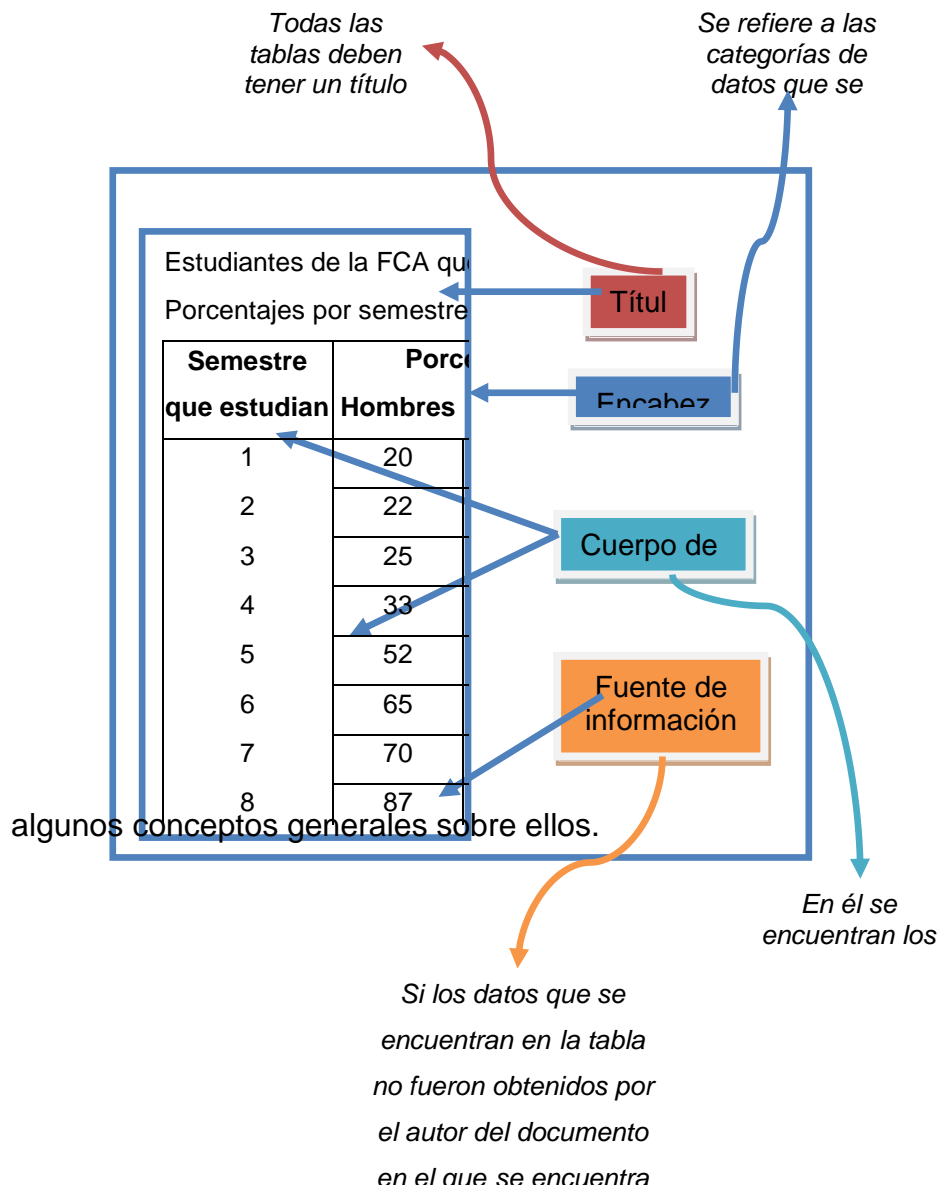 Todas las
tablas deben
tener un título
Se refiere a las
categorías de
datos que se
Estudiantes de la FCA que
Porcentajes por semestre
Títul
Semestre
que estudian
Porce
Hombres
Encabez
1 20
2 22
3 25
4 33
5 52
6 65
7 70
8 87
Cuerpo de
Fuente de
información
algunos conceptos generales sobre ellos.
En él se
encuentran los
Si los datos que se
encuentran en la tabla
no fueron obtenidos por
el autor del documento
en el que se encuentra